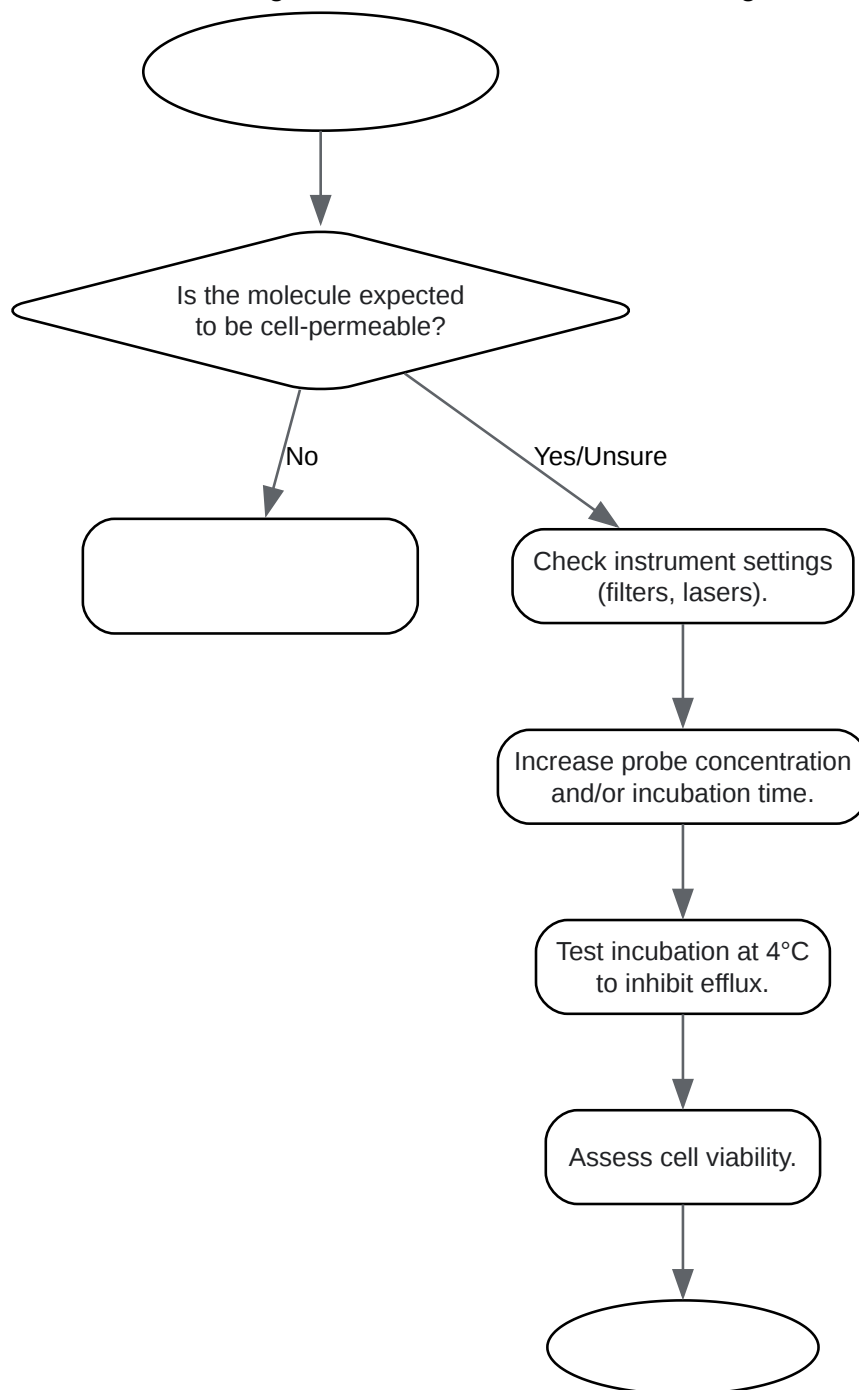 Is the molecule expected
to be cell-permeable?
No
Yes/Unsure
Check instrument settings
(filters, lasers).
Increase probe concentration
and/or incubation time.
Test incubation at 4°C
to inhibit efflux.
Assess cell viability.